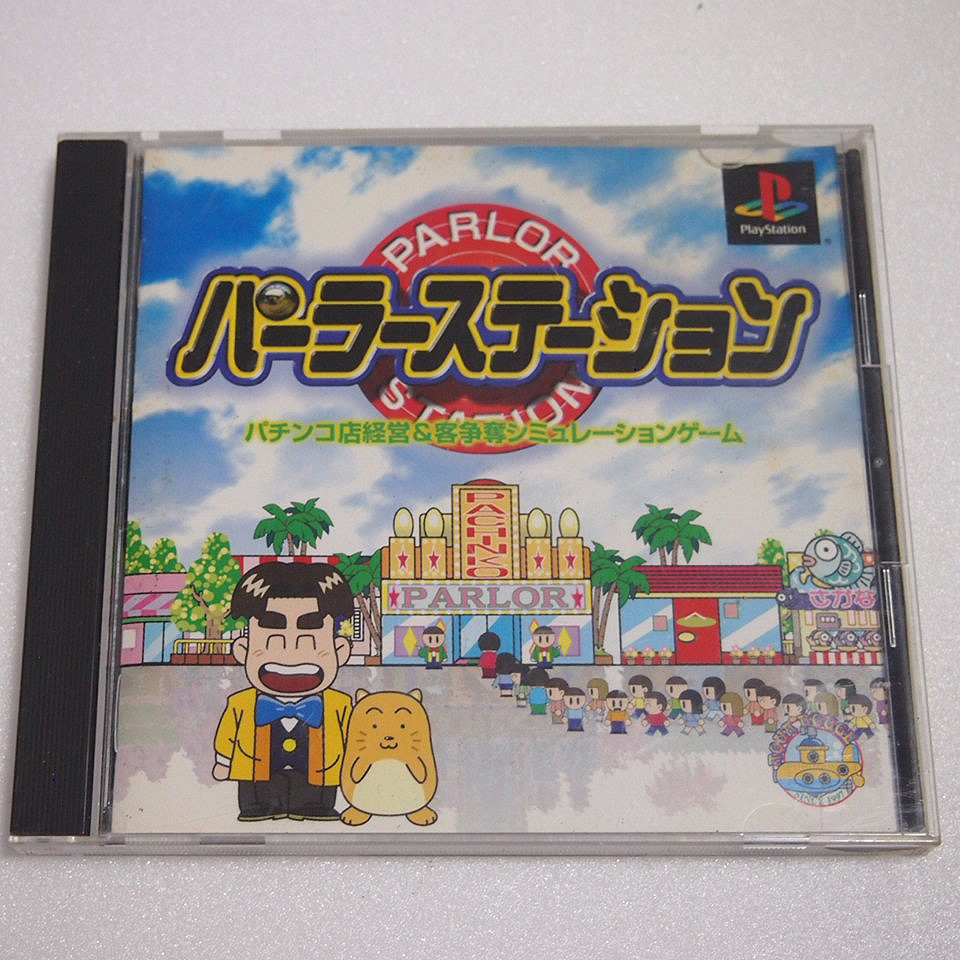 PlayStation
PARLOR
パーラーステーション
STATION
パチンコ店経営&客争奪シミュレーションゲーム
PACHINKO
PARLOR
さかな
SINCE 1997